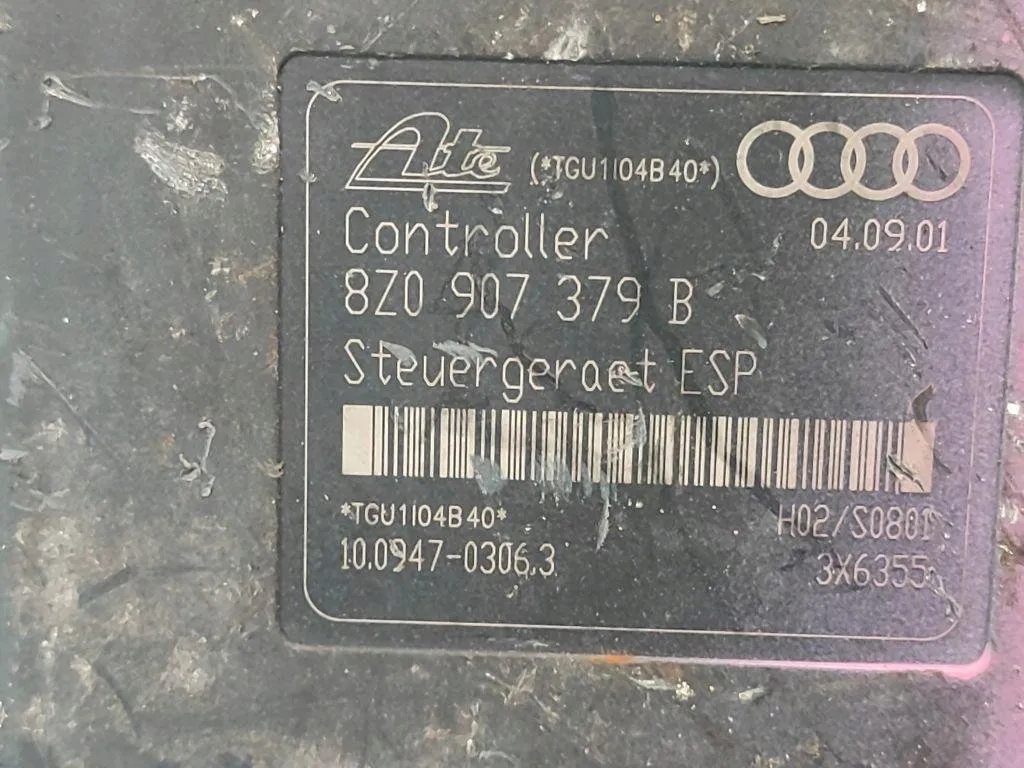 Ate (*TGU1I04B40*)
Controller 04.09.01
8Z0 907 379 B
Steuergeraet ESP
*TGU1I04B40* H02/S0801
10.0947-0306.3 3X6355